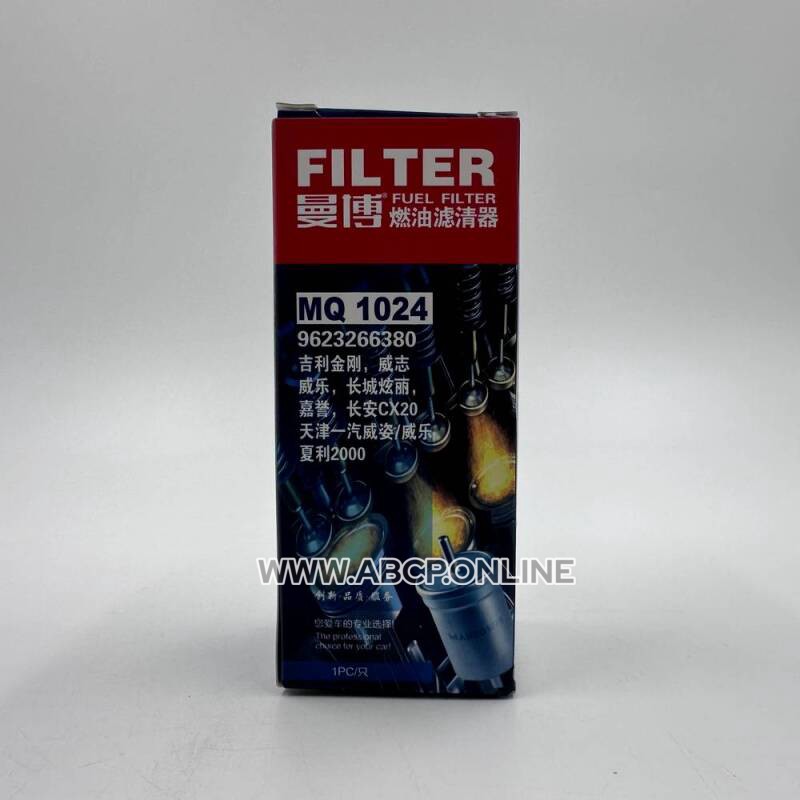 FILTER
曼博® FUEL FILTER
燃油滤清器
MQ 1024
9623266380
吉利金刚，威志
威乐，长城炫丽，
嘉誉，长安CX20
天津一汽威姿/威乐
夏利2000
WWW.ABCP.ONLINE
创新·品质·服务
您爱车的专业选择!
The professional
choice for your car!
1PC/只